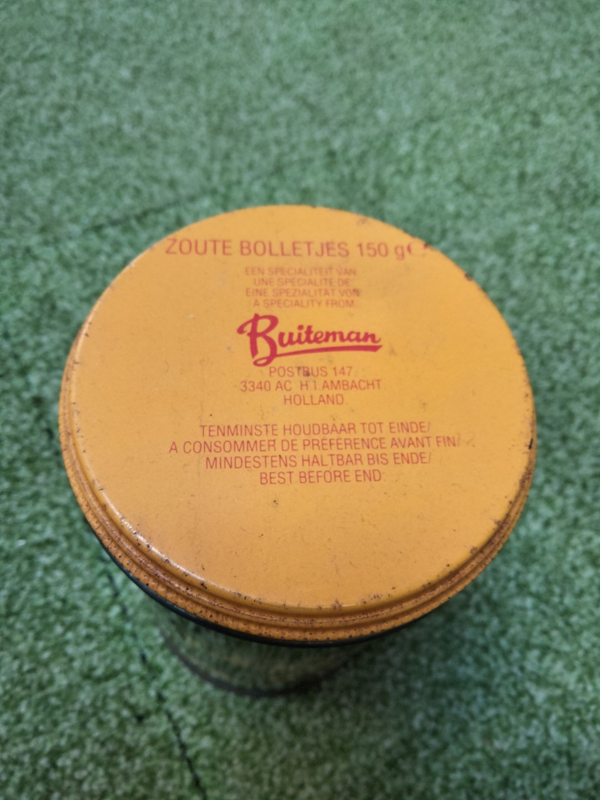 ZOUTE BOLLETJES 150 g ℮
EEN SPECIALITEIT VAN
UNE SPECIALITE DE
EINE SPEZIALITAT VON
A SPECIALITY FROM
Buiteman
POSTBUS 147
3340 AC H.I. AMBACHT
HOLLAND
TENMINSTE HOUDBAAR TOT EINDE/
A CONSOMMER DE PREFERENCE AVANT FIN/
MINDESTENS HALTBAR BIS ENDE/
BEST BEFORE END